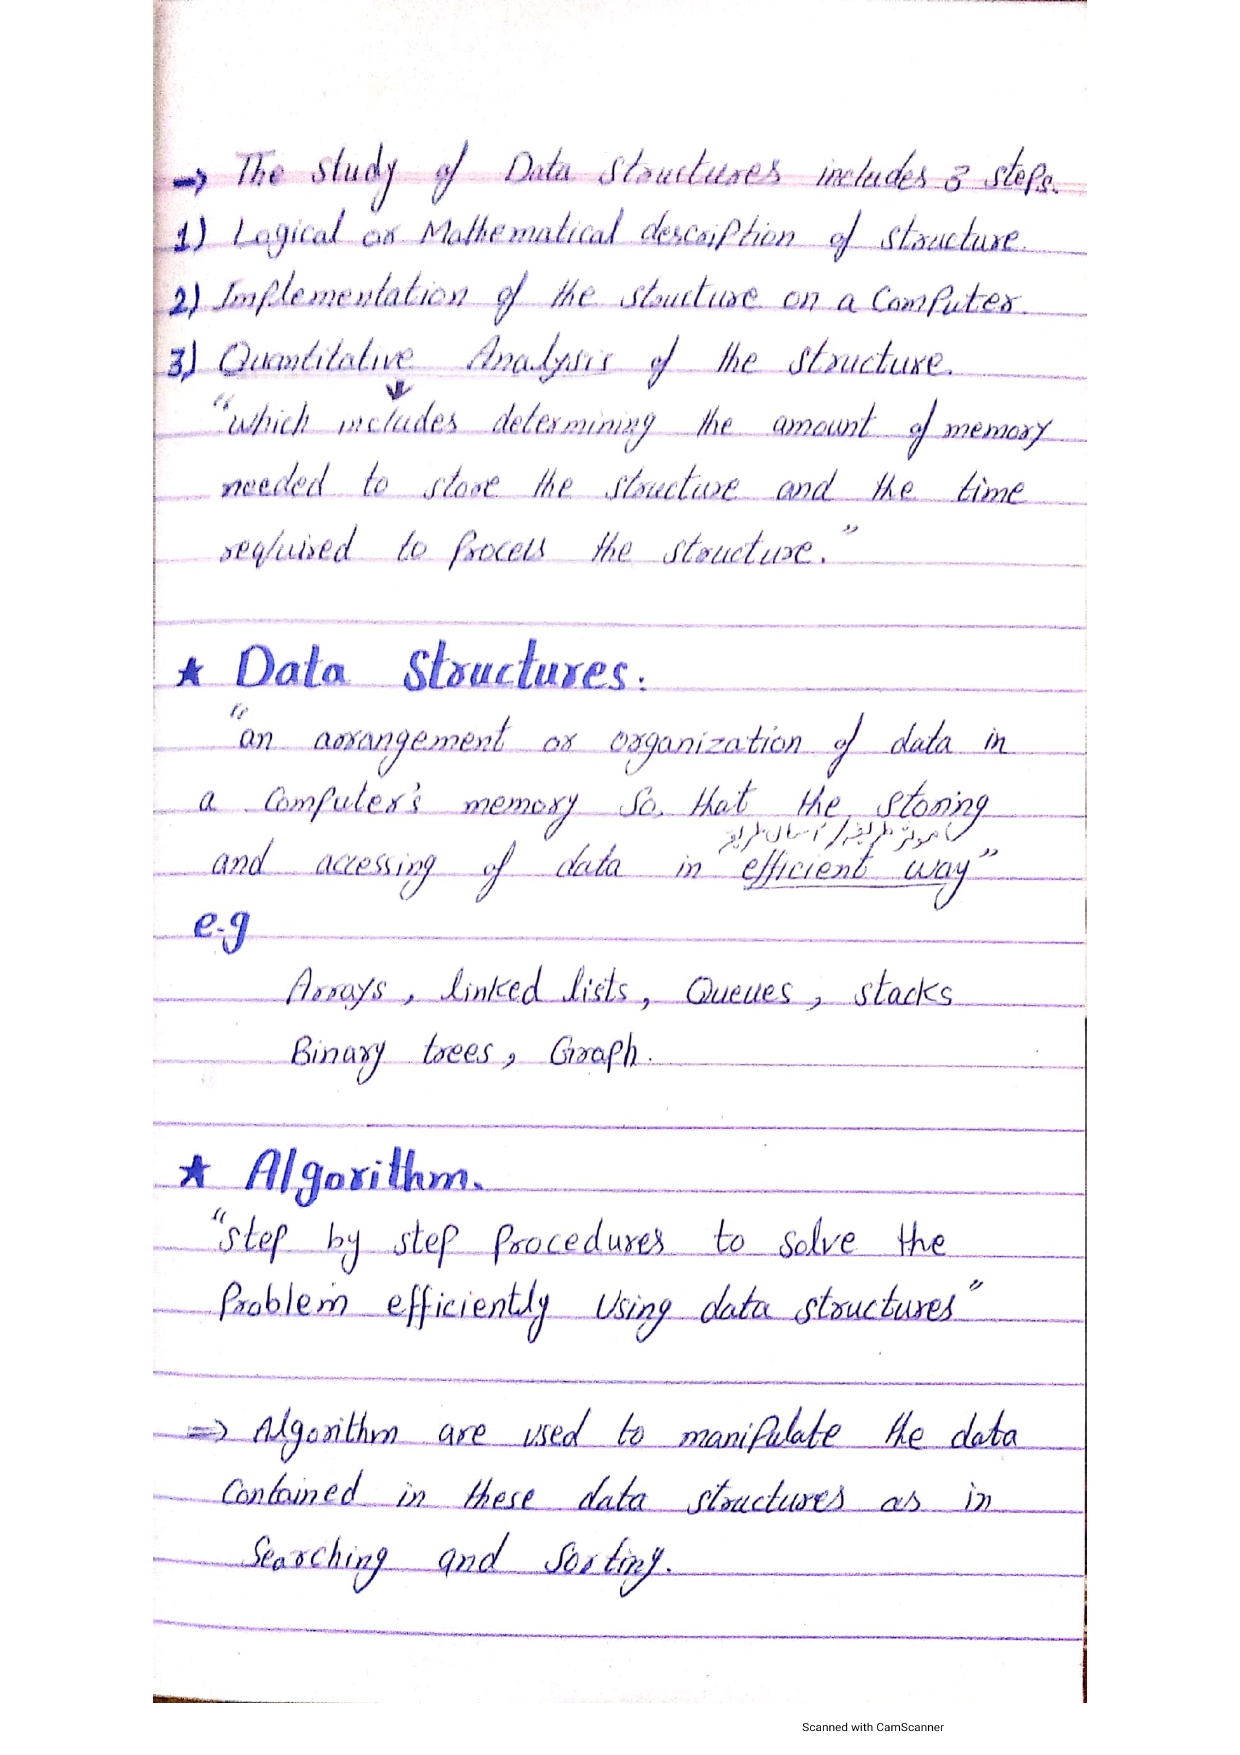 → The study of Data Structures includes 3 steps.
1) Logical or Mathematical description of structure.
2) Implementation of the structure on a Computer.
3) Quantitative Analysis of the structure.
"which includes determining the amount of memory
needed to store the structure and the time
required to process the structure."
★ Data Structures.
"an arrangement or organization of data in
a Computer's memory so, that the storing
آسان طریقہ / موثر طریقہ
and accessing of data in efficient way"
e.g
Arrays, linked lists, Queues, stacks
Binary trees, Graph.
★ Algorithm.
"step by step procedures to solve the
Problem efficiently Using data structures"
⇒ Algorithm are used to manipulate the data
Contained in these data structures as in
Searching and Sorting.
Scanned with CamScanner